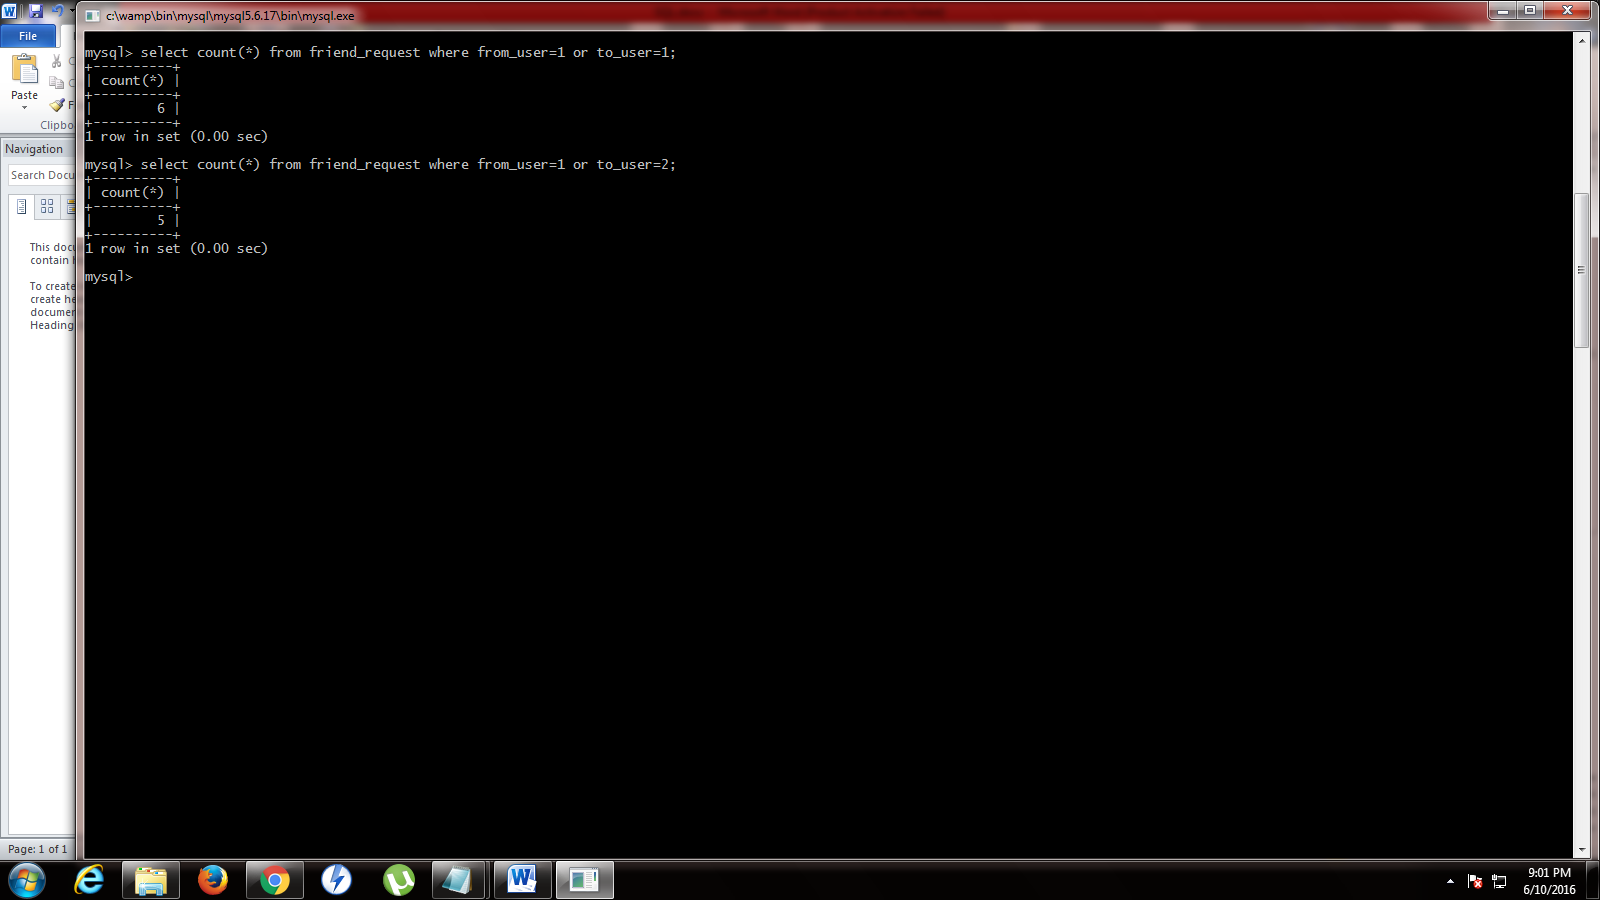 c:\wamp\bin\mysql\mysql5.6.17\bin\mysql.exe
File
Paste
Clipbo
Navigation
Search Docu
This docu
contain h
To create
create he
documen
Heading
Page: 1 of 1
mysql> select count(*) from friend_request where from_user=1 or to_user=1;
+----------+
| count(*) |
+----------+
|        6 |
+----------+
1 row in set (0.00 sec)
mysql> select count(*) from friend_request where from_user=1 or to_user=2;
+----------+
| count(*) |
+----------+
|        5 |
+----------+
1 row in set (0.00 sec)
mysql>
9:01 PM
6/10/2016